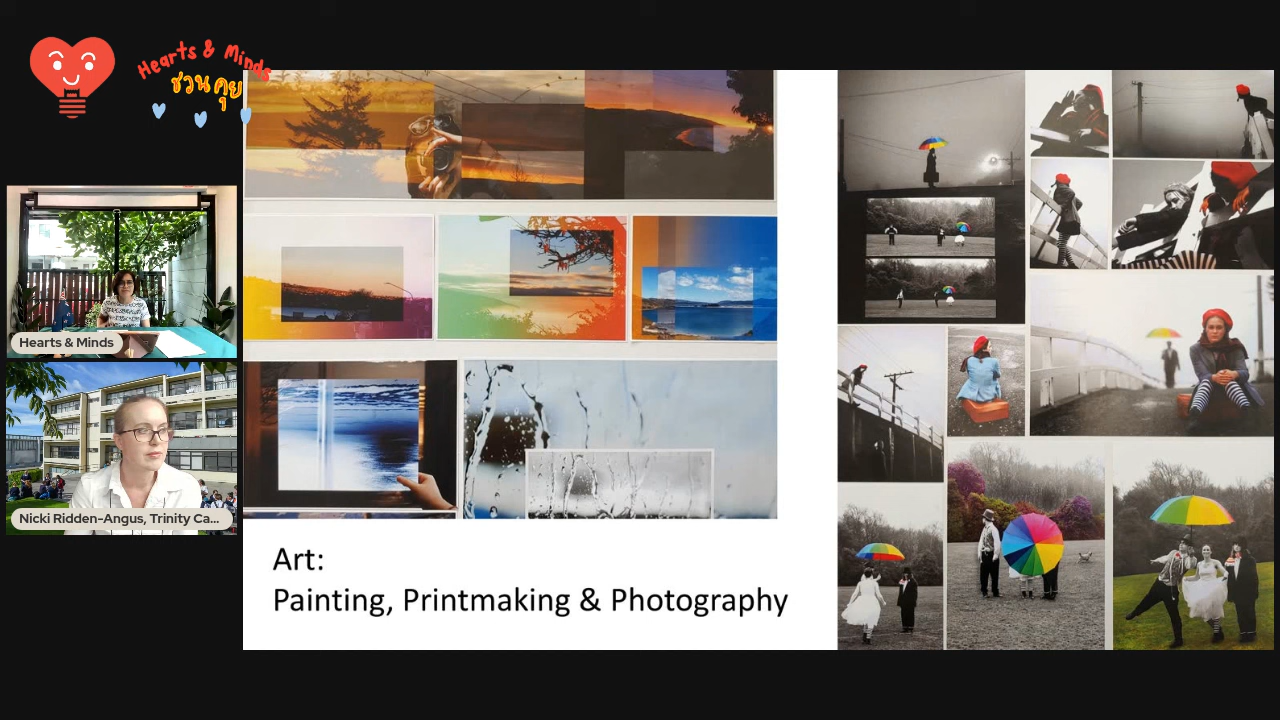 Hearts & Minds
ชวนคุย
Hearts & Minds
Nicki Ridden-Angus, Trinity Ca...
Art:
Painting, Printmaking & Photography